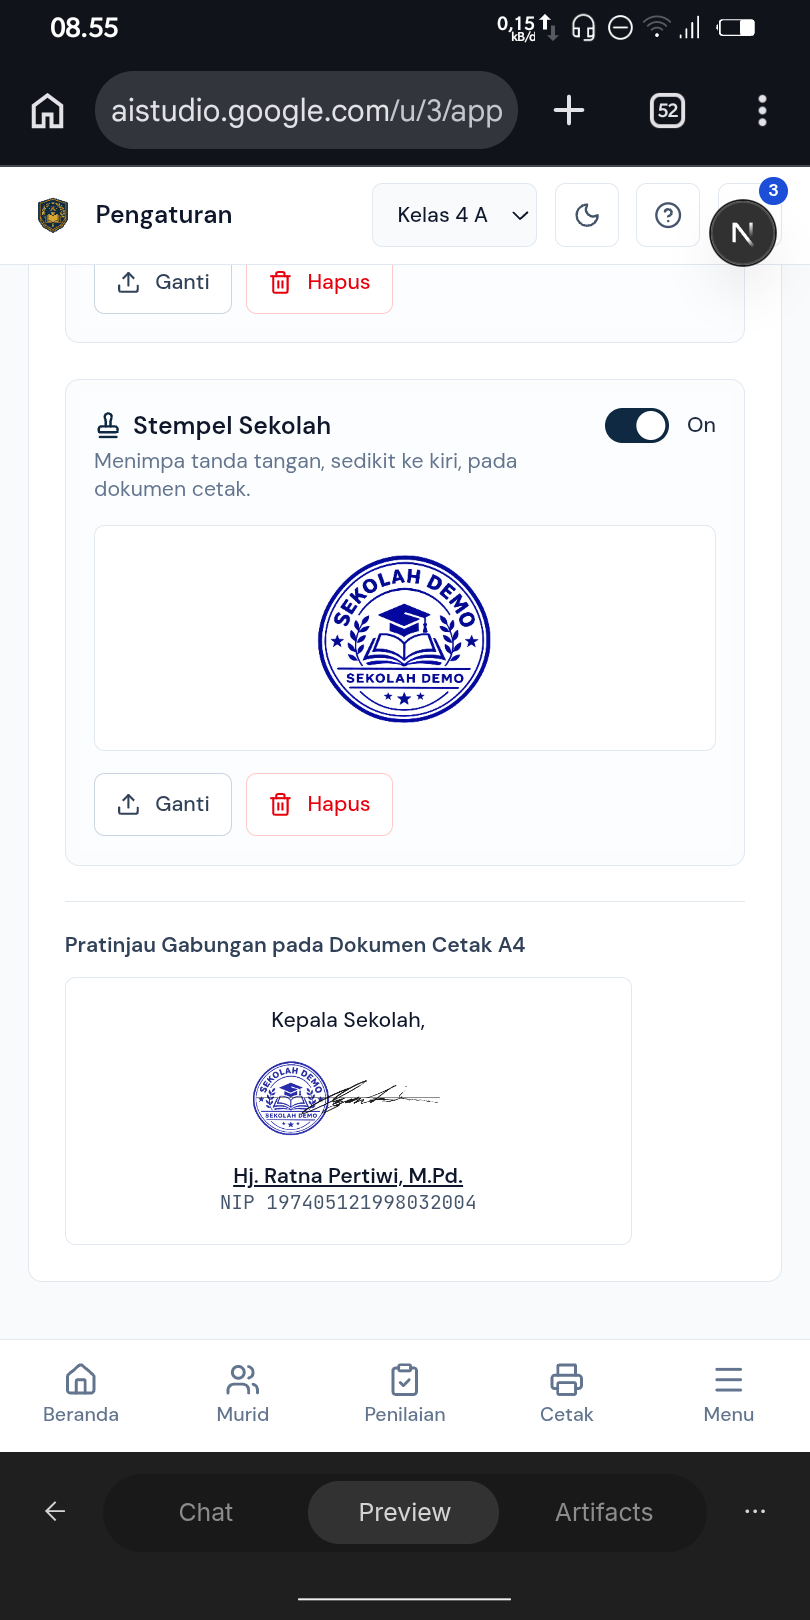 08.55
0,15
kB/d
aistudio.google.com/u/3/app
52
Pengaturan
Kelas 4 A
3
N
Ganti
Hapus
Stempel Sekolah
On
Menimpa tanda tangan, sedikit ke kiri, pada
dokumen cetak.
SEKOLAH DEMO
SEKOLAH DEMO
Ganti
Hapus
Pratinjau Gabungan pada Dokumen Cetak A4
Kepala Sekolah,
SEKOLAH DEMO
SEKOLAH DEMO
Hj. Ratna Pertiwi, M.Pd.
NIP 197405121998032004
Beranda
Murid
Penilaian
Cetak
Menu
Chat
Preview
Artifacts